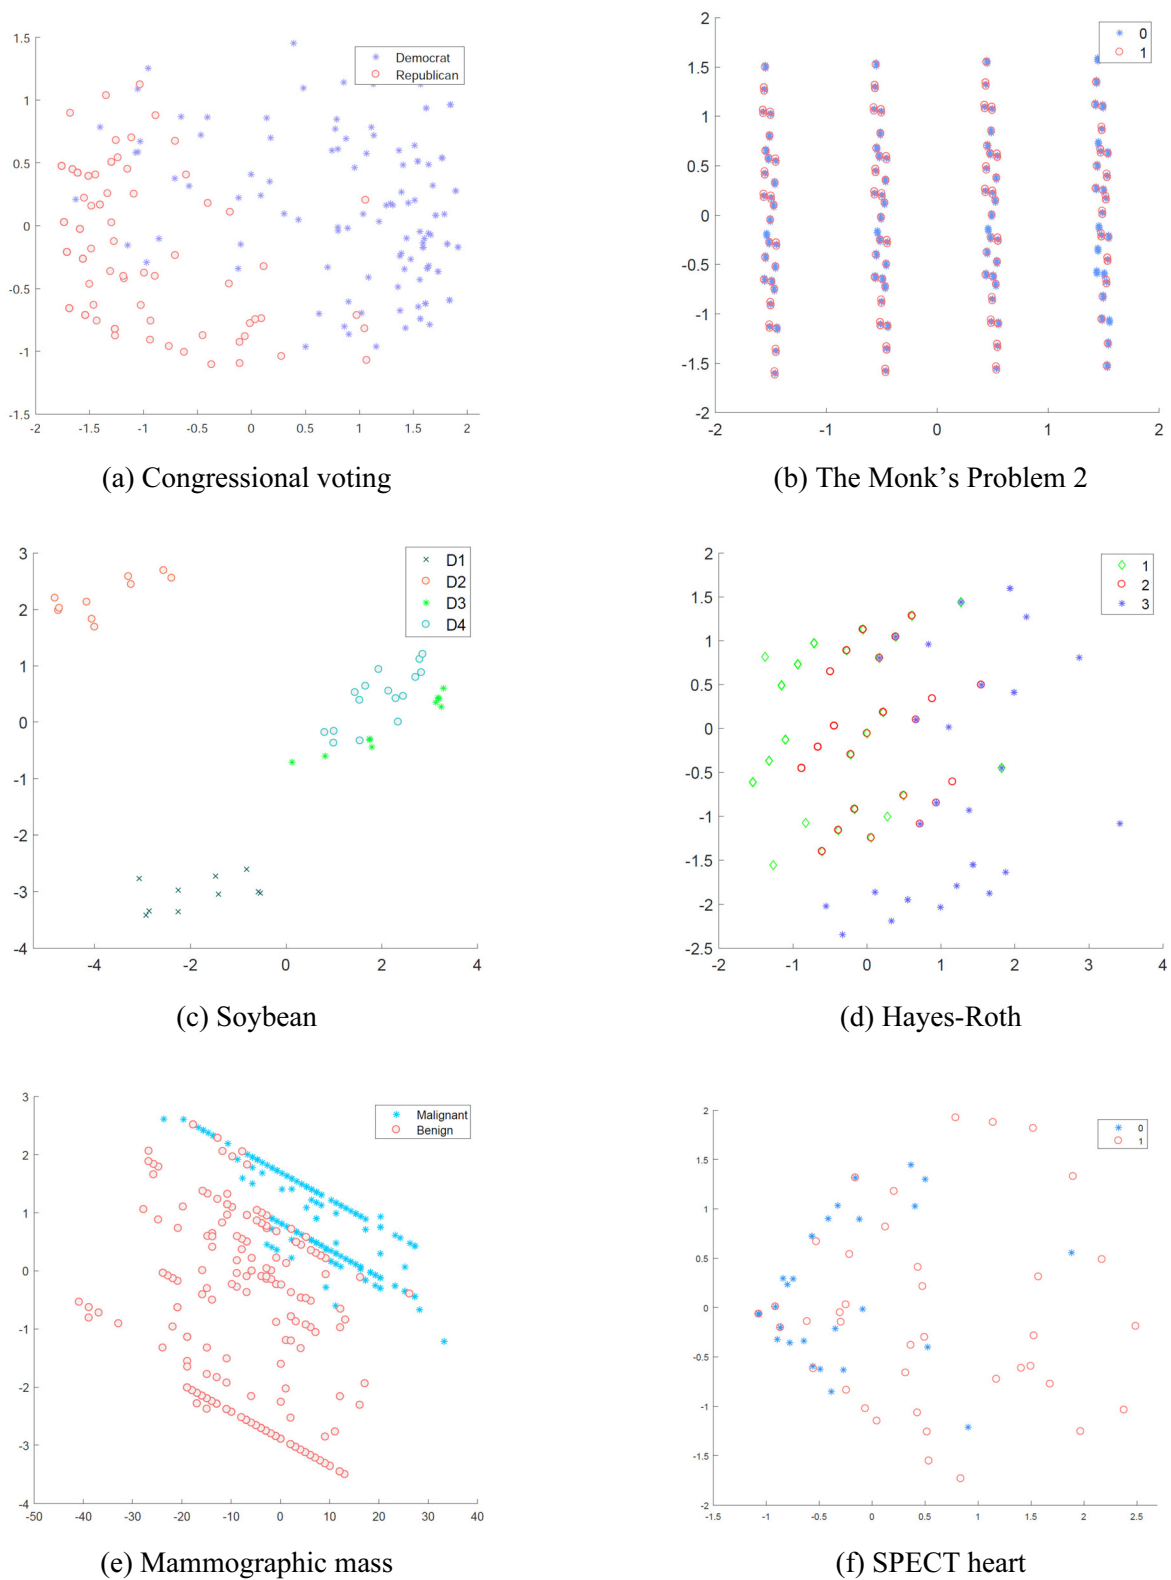 1.5
1
0.5
0
-0.5
-1
-1.5
-2 -1.5 -1 -0.5 0 0.5 1 1.5 2
Democrat
Republican
(a) Congressional voting
2
1.5
1
0.5
0
-0.5
-1
-1.5
-2
-2 -1 0 1 2
0
1
(b) The Monk’s Problem 2
3
2
1
0
-1
-2
-3
-4
-4 -2 0 2 4
D1
D2
D3
D4
(c) Soybean
2
1.5
1
0.5
0
-0.5
-1
-1.5
-2
-2.5
-2 -1 0 1 2 3 4
1
2
3
(d) Hayes-Roth
3
2
1
0
-1
-2
-3
-4
-50 -40 -30 -20 -10 0 10 20 30 40
Malignant
Benign
(e) Mammographic mass
2
1.5
1
0.5
0
-0.5
-1
-1.5
-2
-1.5 -1 -0.5 0 0.5 1 1.5 2 2.5
0
1
(f) SPECT heart